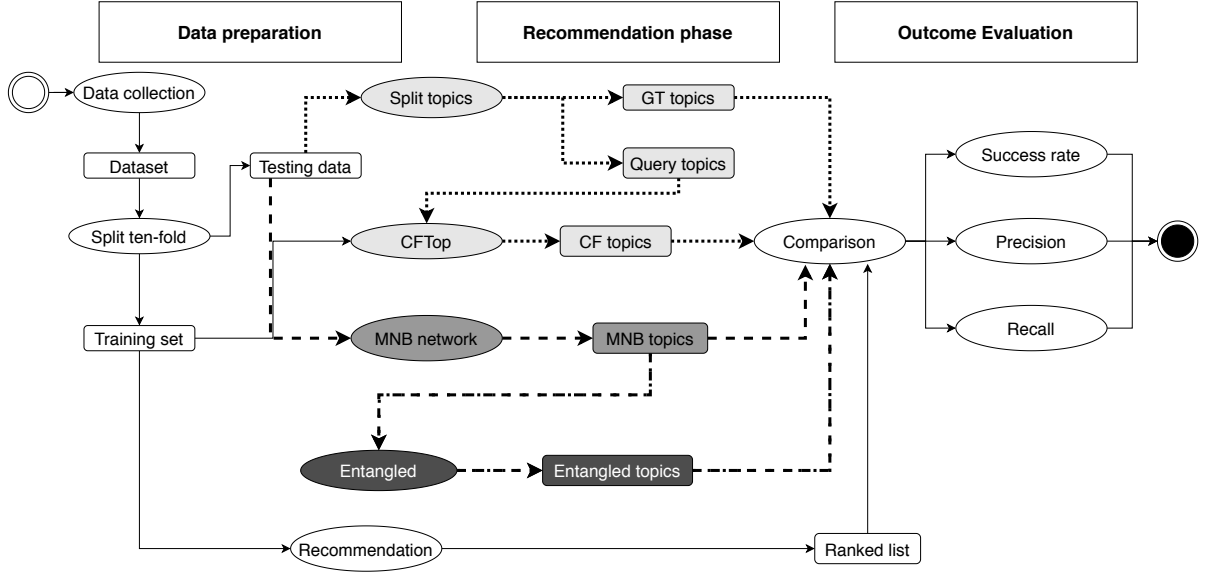 Data preparation
Recommendation phase
Outcome Evaluation
Data collection
Split topics
GT topics
Dataset
Testing data
Query topics
Success rate
Split ten-fold
CFTop
CF topics
Comparison
Precision
Training set
MNB network
MNB topics
Recall
Entangled
Entangled topics
Recommendation
Ranked list